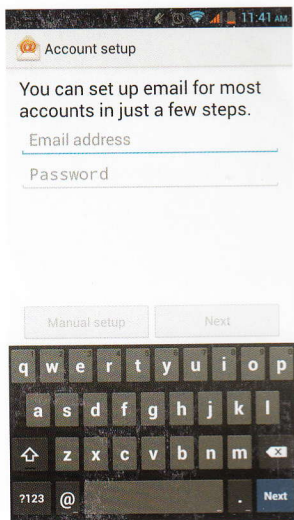 11:41 AM
Account setup
You can set up email for most
accounts in just a few steps.
Email address
Password
Manual setup Next
q w e r t y u i o p
a s d f g h j k l
z x c v b n m
?123 @ . Next